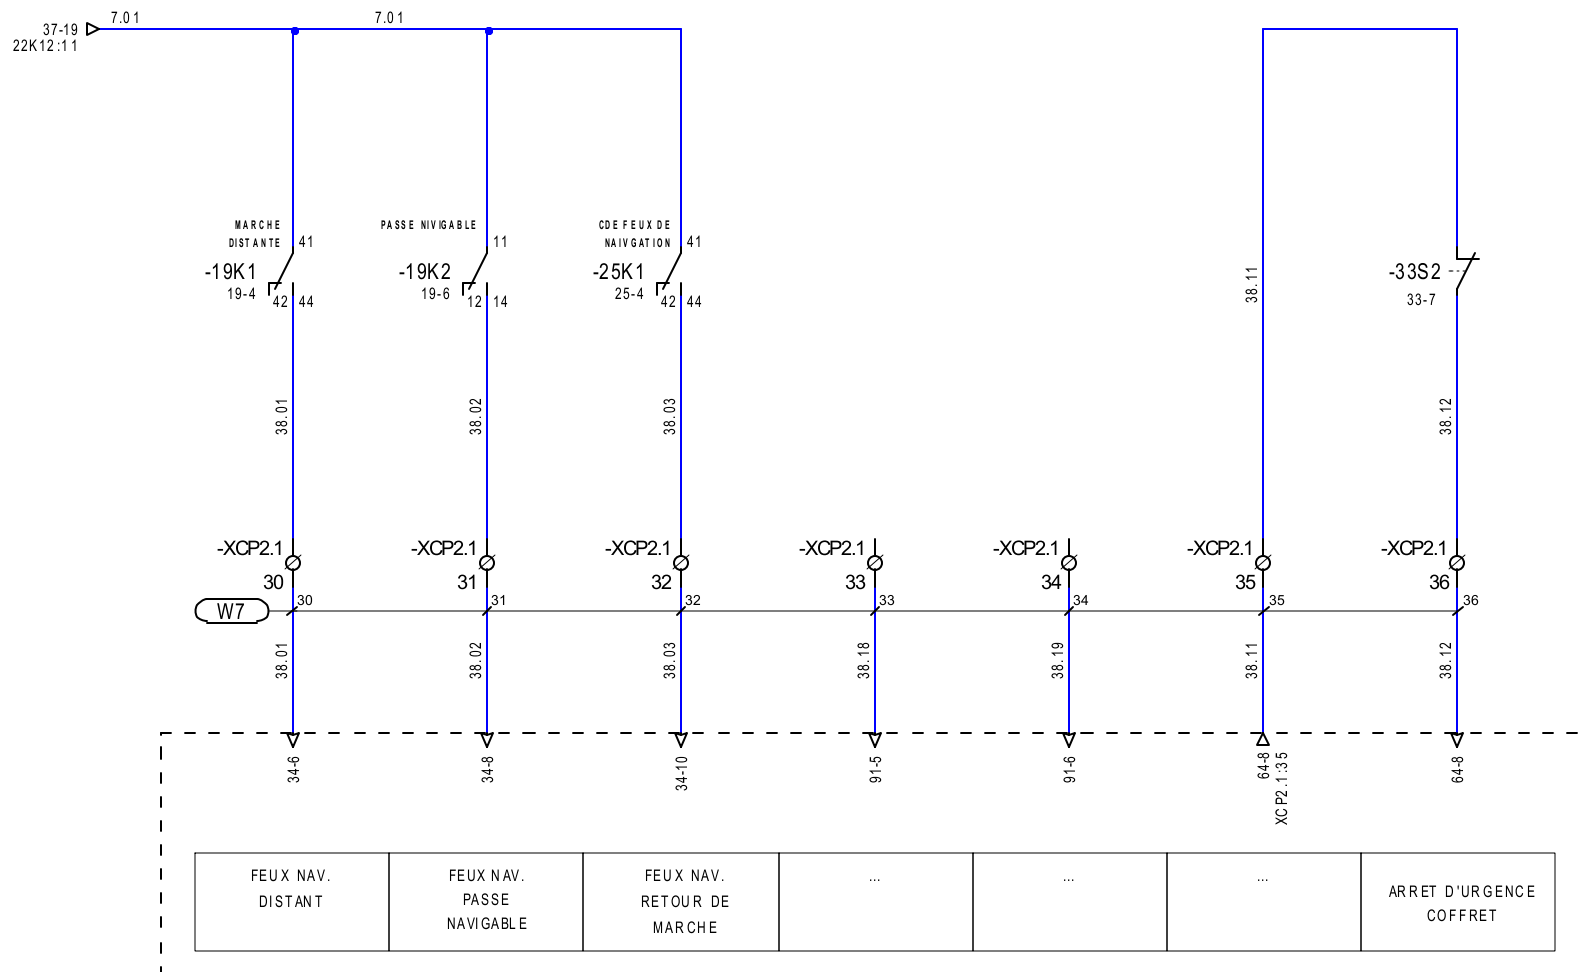 7.01
7.01
37-19
22K12:11
MARCHE
DISTANTE
41
-19K1
19-4
42
44
PASSE NIVIGABLE
11
-19K2
19-6
12
14
CDE FEUX DE
NAIVGATION
41
-25K1
25-4
42
44
38.11
-33S2
33-7
38.01
38.02
38.03
38.12
-XCP2.1
30
-XCP2.1
31
-XCP2.1
32
-XCP2.1
33
-XCP2.1
34
-XCP2.1
35
-XCP2.1
36
W7
30
31
32
33
34
35
36
38.01
38.02
38.03
38.18
38.19
38.11
38.12
34-6
34-8
34-10
91-5
91-6
64-8
XCP2.1:35
64-8
FEUX NAV.
DISTANT
FEUX NAV.
PASSE
NAVIGABLE
FEUX NAV.
RETOUR DE
MARCHE
...
...
...
ARRET D'URGENCE
COFFRET